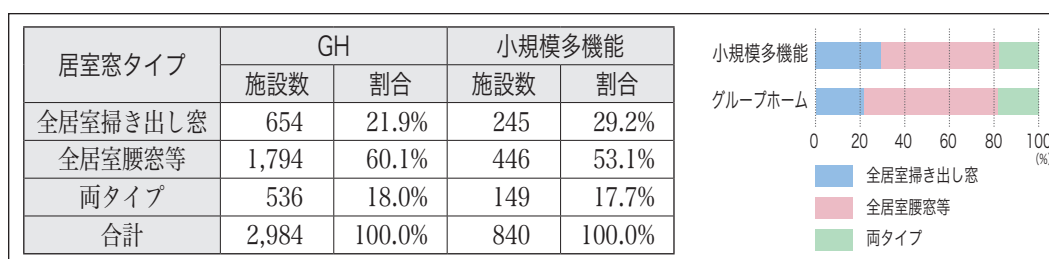 居室窓タイプ GH 小規模多機能
施設数 割合 施設数 割合
全居室掃き出し窓 654 21.9% 245 29.2%
全居室腰窓等 1,794 60.1% 446 53.1%
両タイプ 536 18.0% 149 17.7%
合計 2,984 100.0% 840 100.0%
小規模多機能
グループホーム
0 20 40 60 80 100
(%)
全居室掃き出し窓
全居室腰窓等
両タイプ